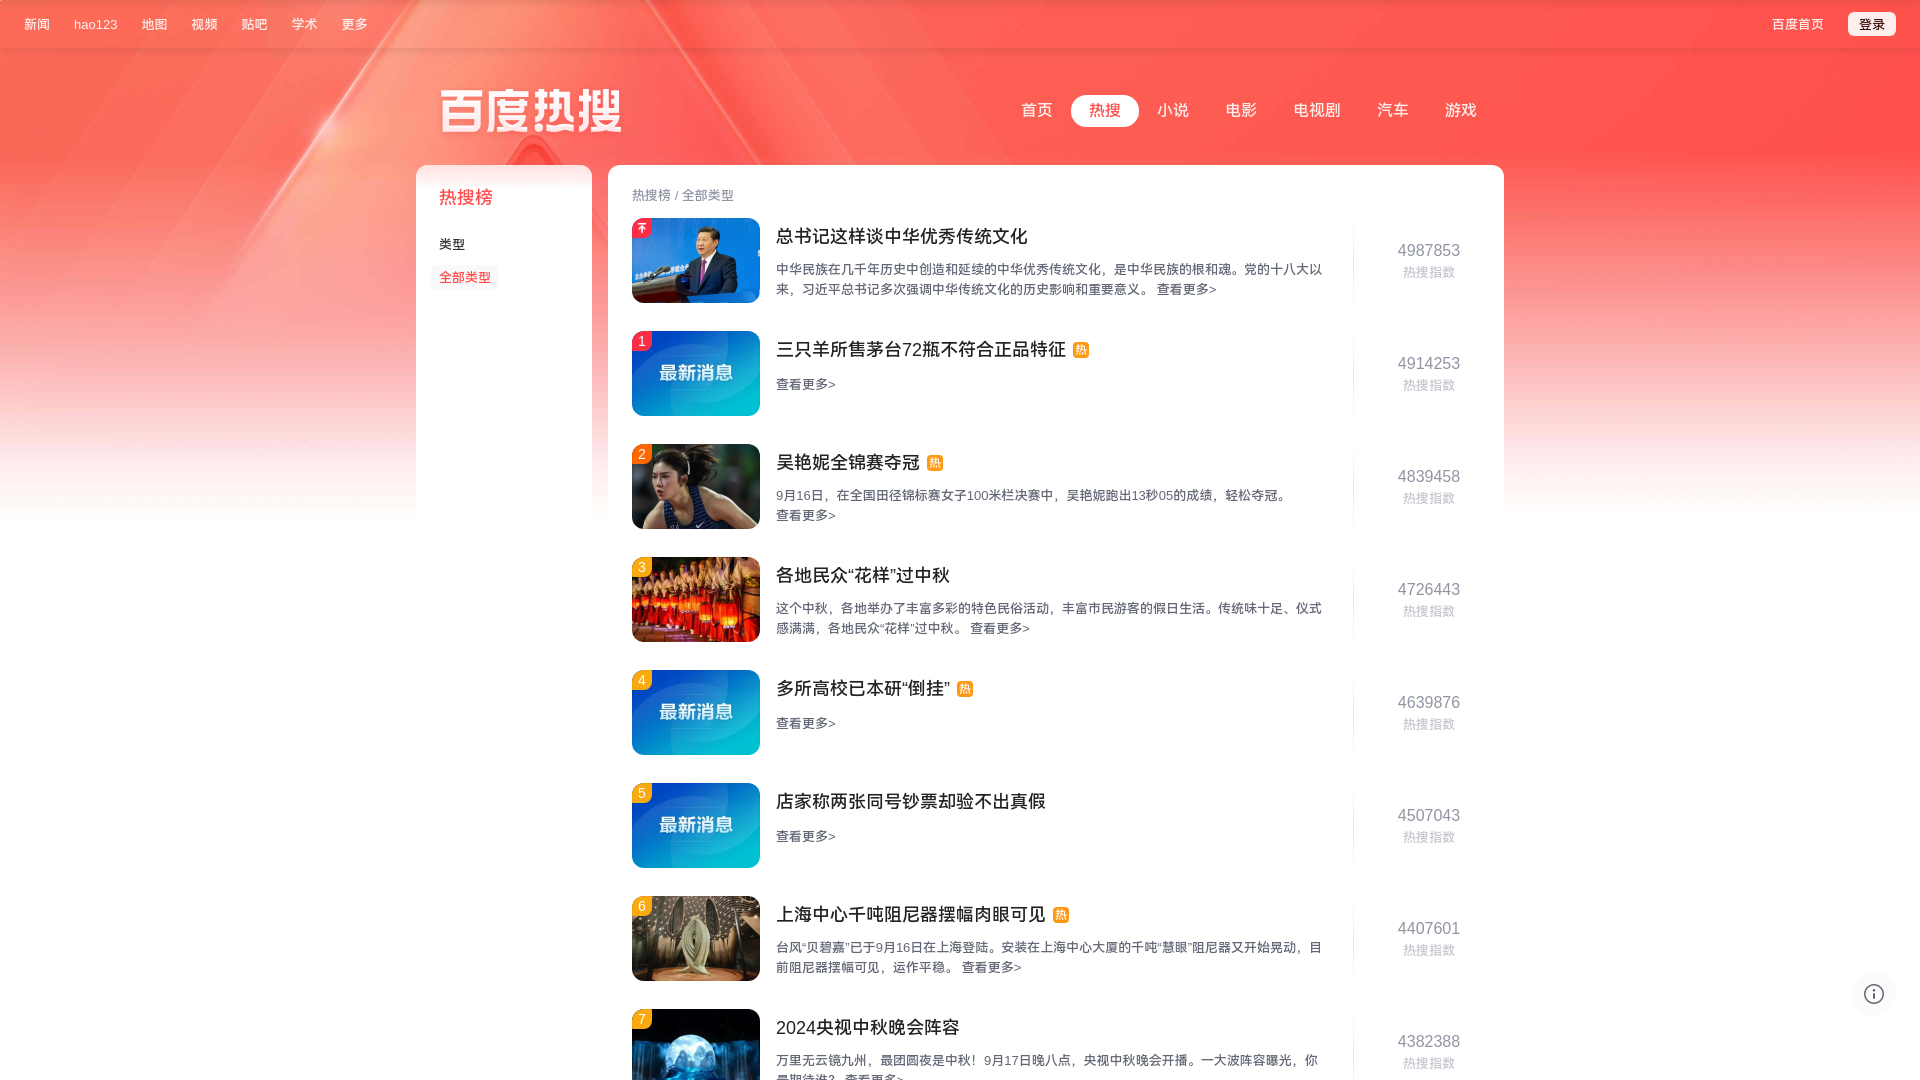 新闻 hao123 地图 视频 贴吧 学术 更多 百度首页 登录
百度热搜
首页 热搜 小说 电影 电视剧 汽车 游戏
热搜榜
类型
全部类型
热搜榜 / 全部类型
总书记这样谈中华优秀传统文化
中华民族在几千年历史中创造和延续的中华优秀传统文化，是中华民族的根和魂。党的十八大以
来，习近平总书记多次强调中华传统文化的历史影响和重要意义。 查看更多>
4987853
热搜指数
1
最新消息
三只羊所售茅台72瓶不符合正品特征 热
查看更多>
4914253
热搜指数
2
吴艳妮全锦赛夺冠 热
9月16日，在全国田径锦标赛女子100米栏决赛中，吴艳妮跑出13秒05的成绩，轻松夺冠。
查看更多>
4839458
热搜指数
3
各地民众“花样”过中秋
这个中秋，各地举办了丰富多彩的特色民俗活动，丰富市民游客的假日生活。传统味十足、仪式
感满满，各地民众“花样”过中秋。 查看更多>
4726443
热搜指数
4
最新消息
多所高校已本研“倒挂” 热
查看更多>
4639876
热搜指数
5
最新消息
店家称两张同号钞票却验不出真假
查看更多>
4507043
热搜指数
6
上海中心千吨阻尼器摆幅肉眼可见 热
台风“贝碧嘉”已于9月16日在上海登陆。安装在上海中心大厦的千吨“慧眼”阻尼器又开始晃动，目
前阻尼器摆幅可见，运作平稳。 查看更多>
4407601
热搜指数
7
2024央视中秋晚会阵容
万里无云镜九州，最团圆夜是中秋！9月17日晚八点，央视中秋晚会开播。一大波阵容曝光，你
最期待谁？ 查看更多>
4382388
热搜指数